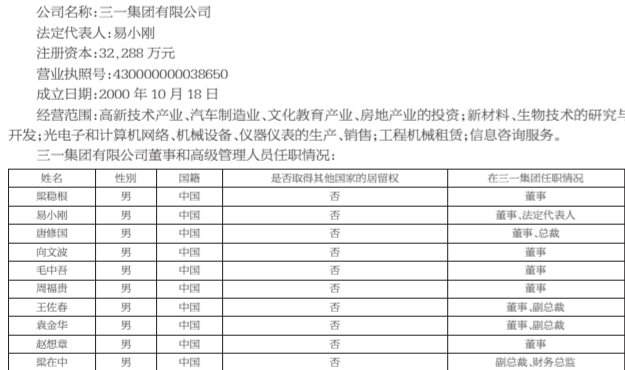 公司名称:三一集团有限公司
法定代表人:易小刚
注册资本:32,288 万元
营业执照号:430000000038650
成立日期:2000 年 10 月 18 日
经营范围:高新技术产业、汽车制造业、文化教育产业、房地产业的投资;新材料、生物技术的研究与
开发;光电子和计算机网络、机械设备、仪器仪表的生产、销售;工程机械租赁;信息咨询服务。
三一集团有限公司董事和高级管理人员任职情况:
姓名 性别 国籍 是否取得其他国家的居留权 在三一集团任职情况
梁稳根 男 中国 否 董事
易小刚 男 中国 否 董事、法定代表人
唐修国 男 中国 否 董事、总裁
向文波 男 中国 否 董事
毛中吾 男 中国 否 董事
周福贵 男 中国 否 董事
王佐春 男 中国 否 董事、副总裁
袁金华 男 中国 否 董事、副总裁
赵想章 男 中国 否 董事
梁在中 男 中国 否 副总裁、财务总监